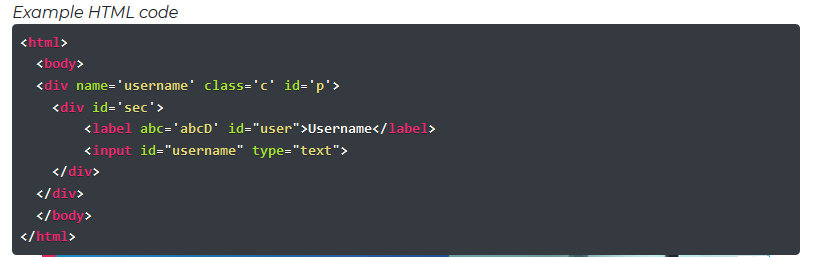 Example HTML code
<html>
<body>
<div name='username' class='c' id='p'>
<div id='sec'>
<label abc='abcD' id="user">Username</label>
<input id="username" type="text">
</div>
</div>
</body>
</html>